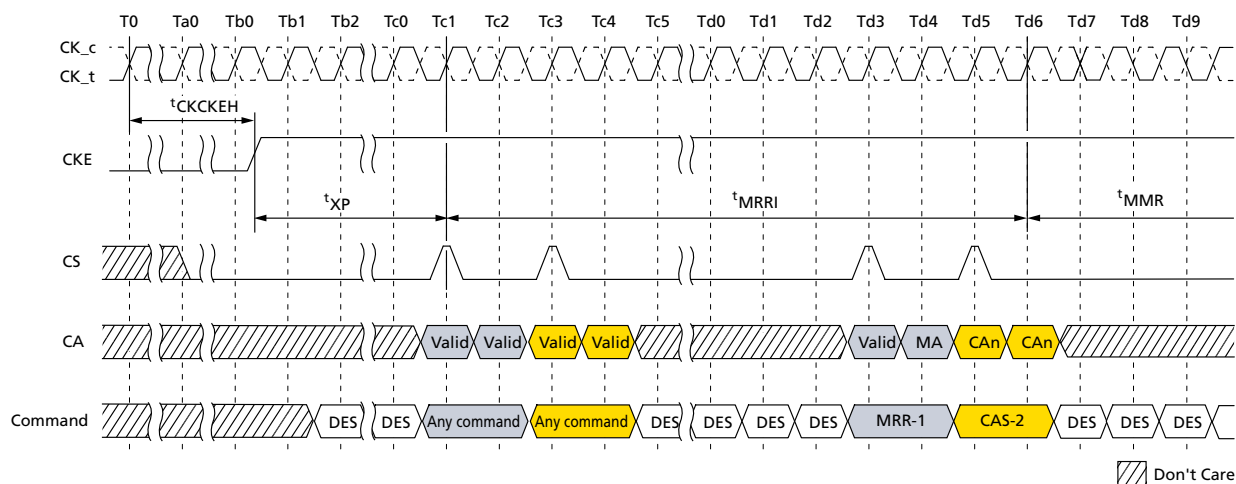 T0 Ta0 Tb0 Tb1 Tb2 Tc0 Tc1 Tc2 Tc3 Tc4 Tc5 Td0 Td1 Td2 Td3 Td4 Td5 Td6 Td7 Td8 Td9
CK_c
CK_t
tCKCKEH
CKE
tXP tMRRI tMMR
CS
CA Valid Valid Valid Valid Valid MA CAn CAn
Command DES DES Any command Any command DES DES DES DES MRR-1 CAS-2 DES DES DES
Don't Care